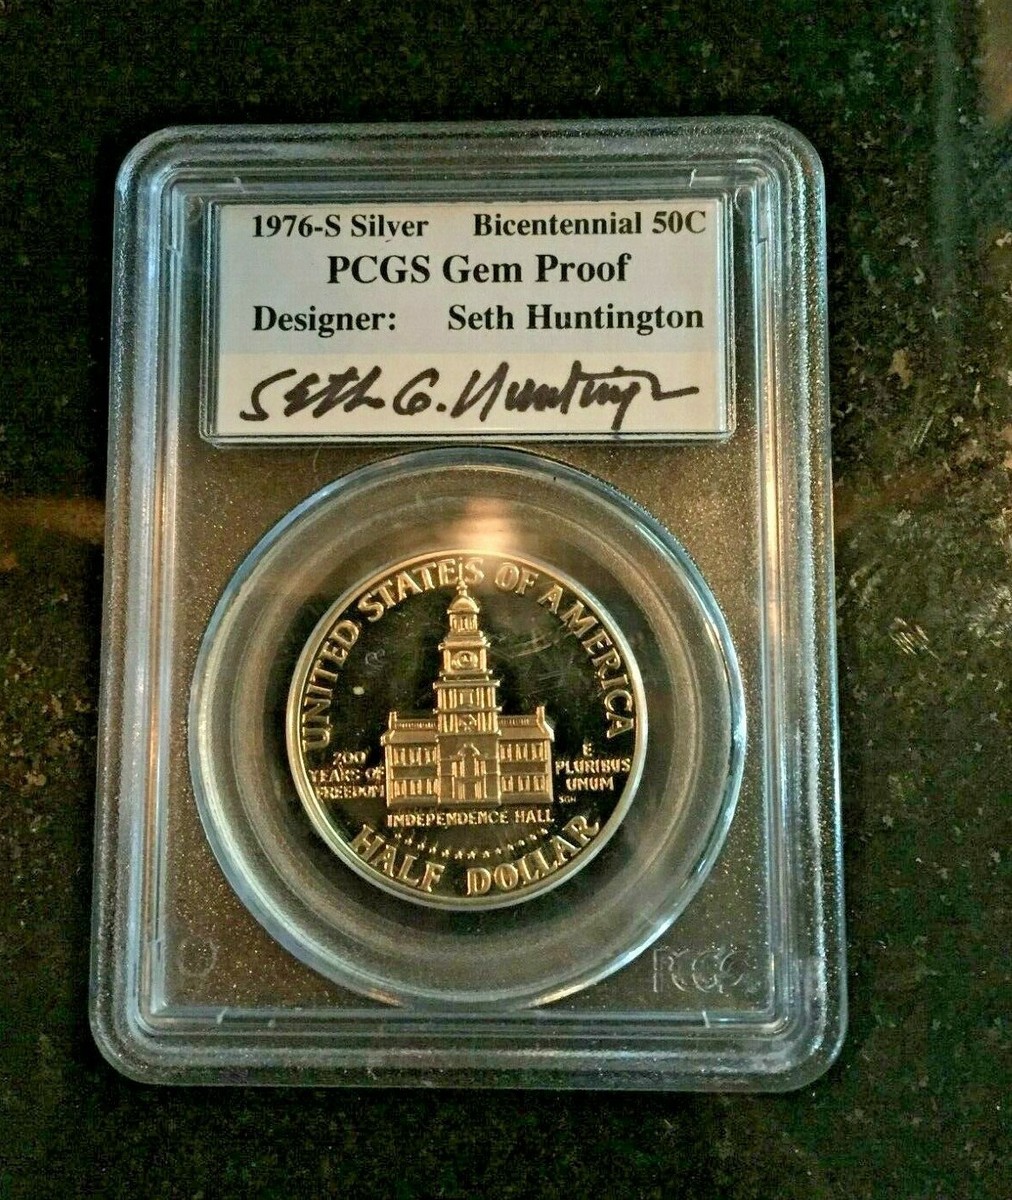 1976-S Silver Bicentennial 50C
PCGS Gem Proof
Designer: Seth Huntington
Seth G. Huntington
UNITED STATES OF AMERICA
200
YEARS OF
FREEDOM
E
PLURIBUS
UNUM
SGH
INDEPENDENCE HALL
HALF DOLLAR
PCGS